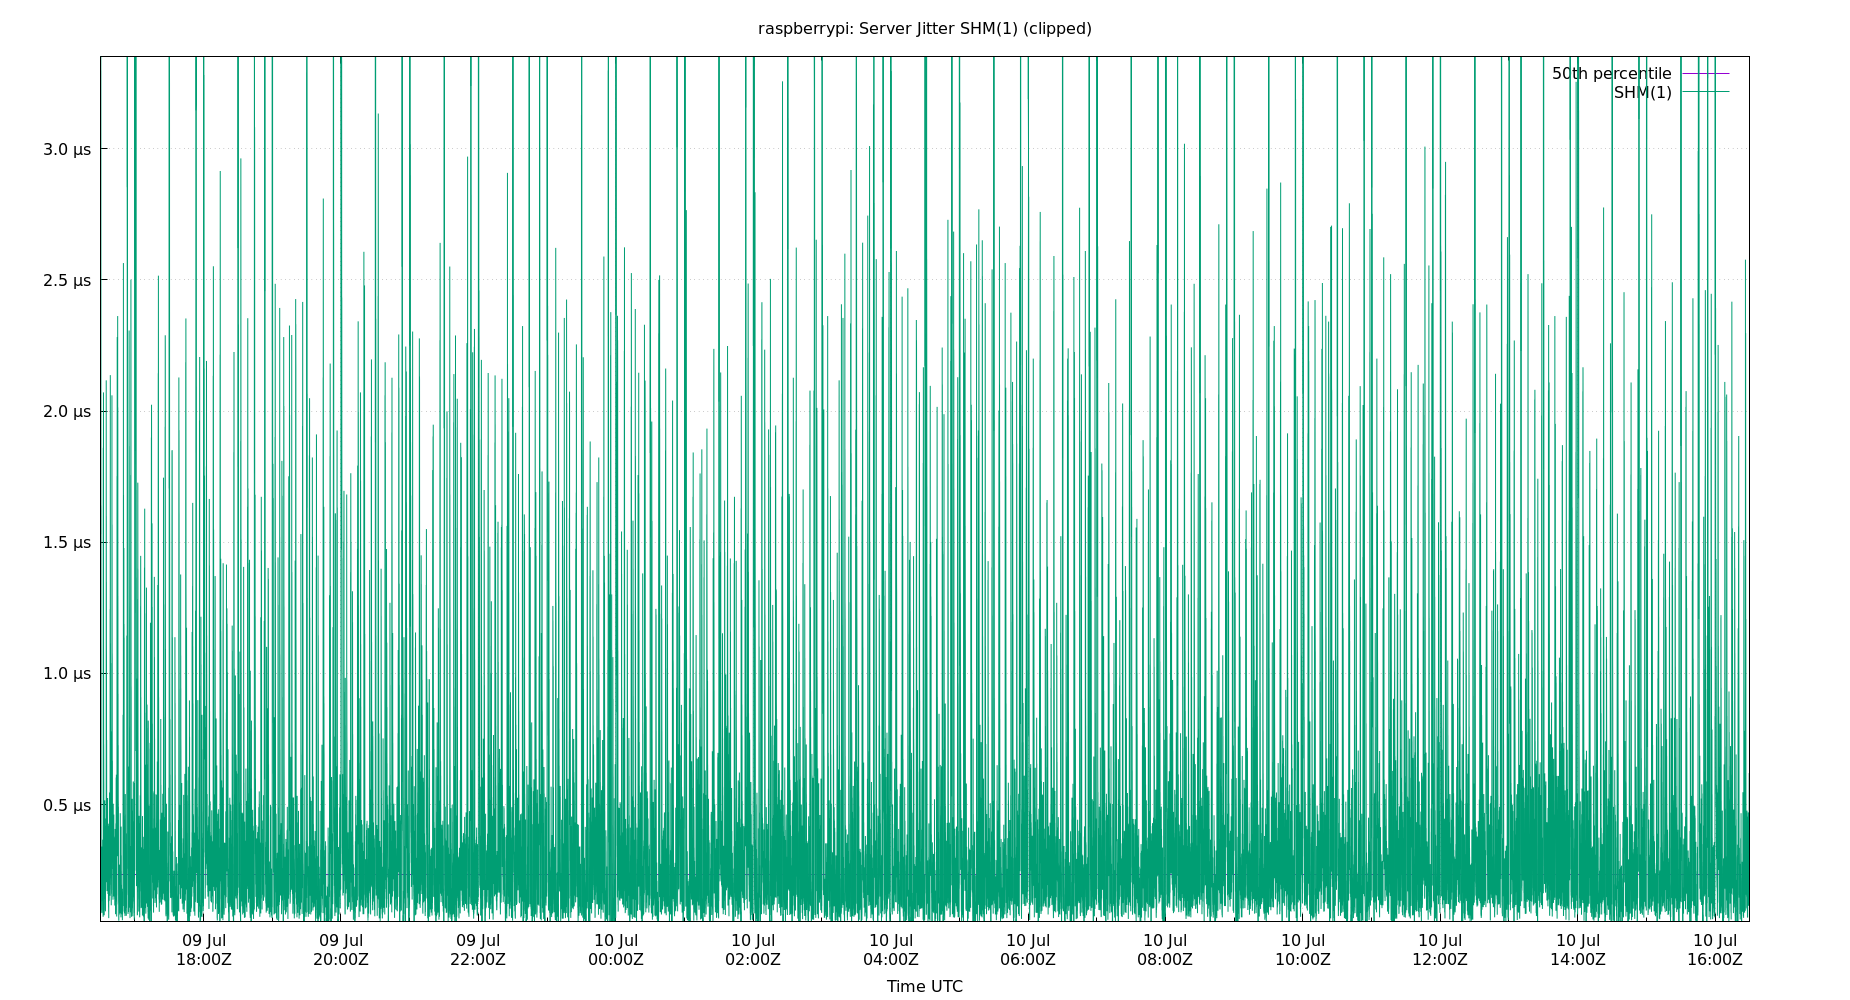 raspberrypi: Server Jitter SHM(1) (clipped)
50th percentile
SHM(1)
3.0 µs
2.5 µs
2.0 µs
1.5 µs
1.0 µs
0.5 µs
09 Jul 09 Jul 09 Jul 10 Jul 10 Jul 10 Jul 10 Jul 10 Jul 10 Jul 10 Jul 10 Jul 10 Jul
18:00Z 20:00Z 22:00Z 00:00Z 02:00Z 04:00Z 06:00Z 08:00Z 10:00Z 12:00Z 14:00Z 16:00Z
Time UTC